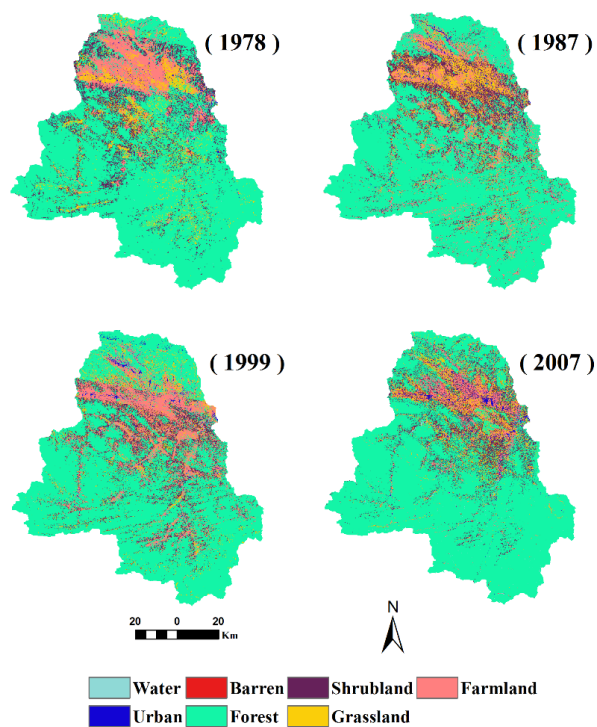 ( 1978 )
( 1987 )
( 1999 )
( 2007 )
20 0 20
Km
N
Water Barren Shrubland Farmland
Urban Forest Grassland